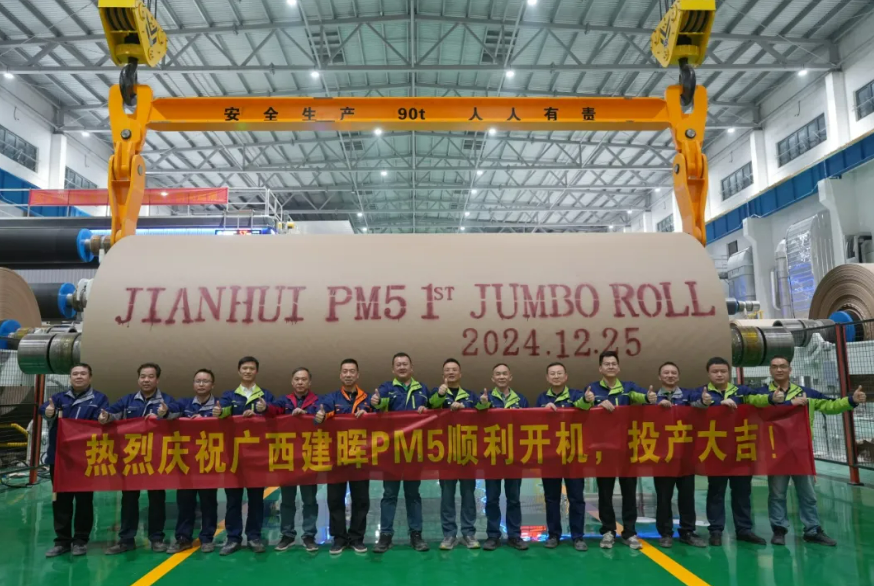 安全生产 90t 人人有责
JIANHUI PM5 1ST JUMBO ROLL
2024.12.25
热烈庆祝广西建晖PM5顺利开机，投产大吉！